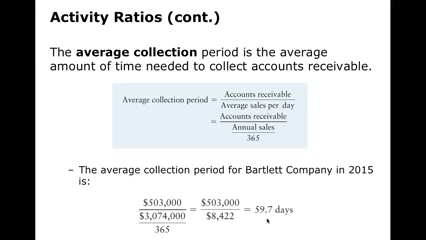 Activity Ratios (cont.)
The average collection period is the average
amount of time needed to collect accounts receivable.
Average collection period = Accounts receivable / Average sales per day
= Accounts receivable / (Annual sales / 365)
– The average collection period for Bartlett Company in 2015
is:
$503,000 / ($3,074,000 / 365) = $503,000 / $8,422 = 59.7 days